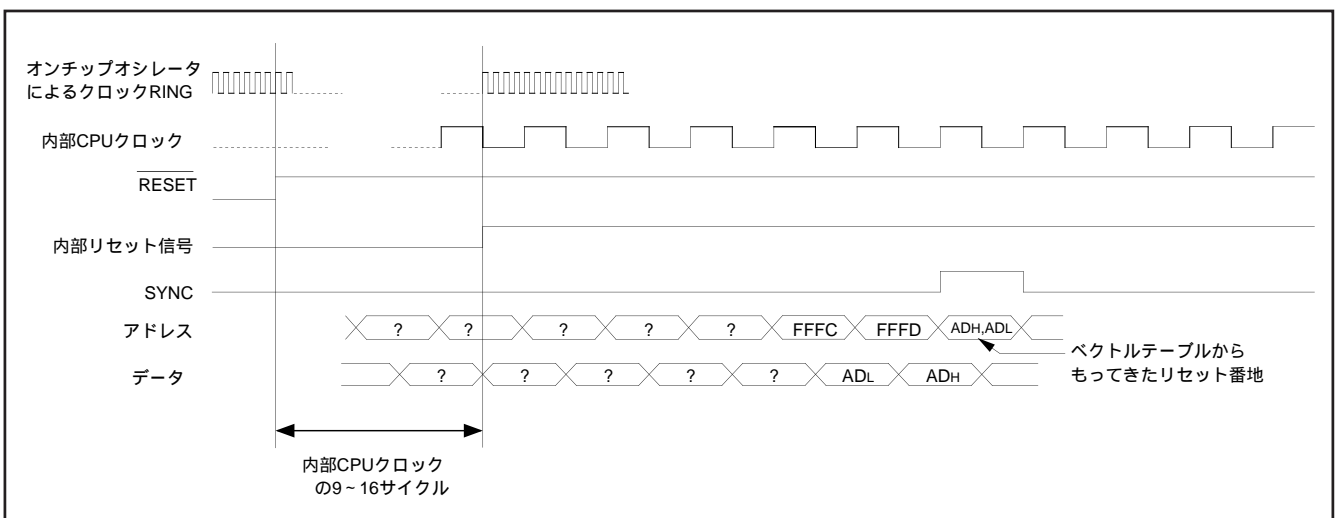 オンチップオシレータ
によるクロックRING
内部CPUクロック
RESET
内部リセット信号
SYNC
アドレス ? ? ? ? ? FFFC FFFD ADH,ADL
データ ? ? ? ? ? ADL ADH
ベクトルテーブルから
もってきたリセット番地
内部CPUクロック
の9~16サイクル